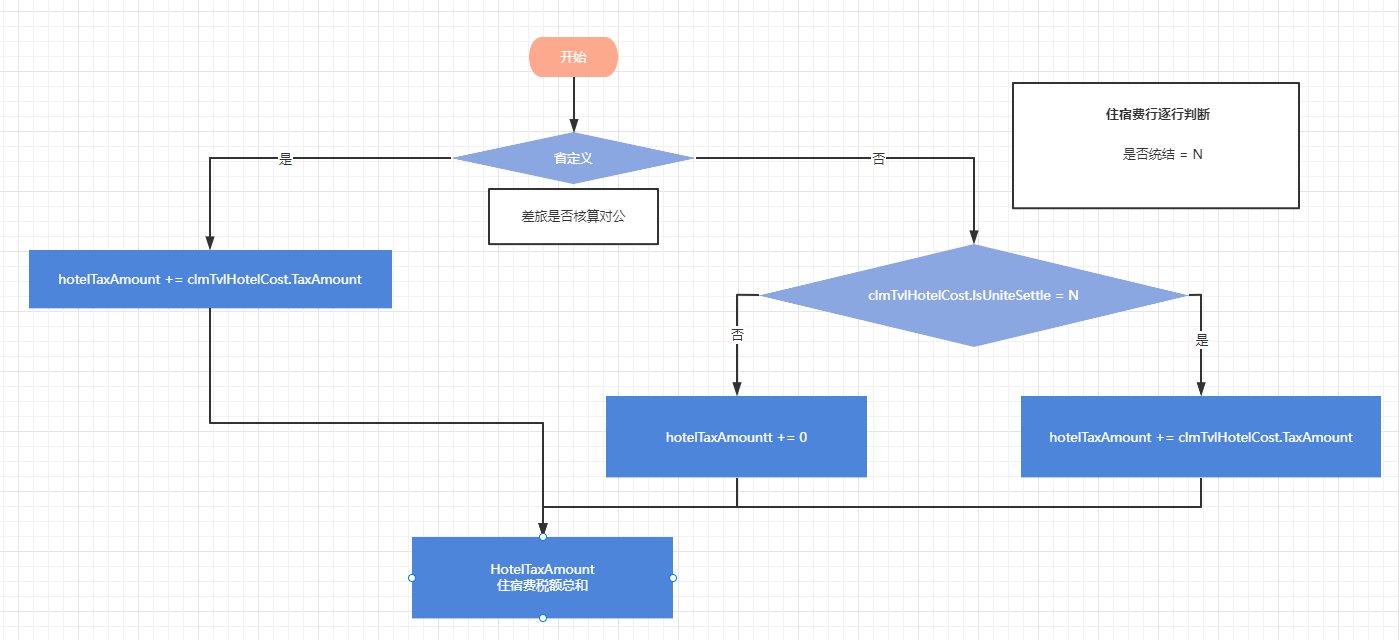 开始
住宿费行逐行判断
是否统结 = N
是
省定义
否
差旅是否核算对公
hotelTaxAmount += clmTvlHotelCost.TaxAmount
clmTvlHotelCost.IsUniteSettle = N
否
是
hotelTaxAmountt += 0
hotelTaxAmount += clmTvlHotelCost.TaxAmount
HotelTaxAmount
住宿费税额总和